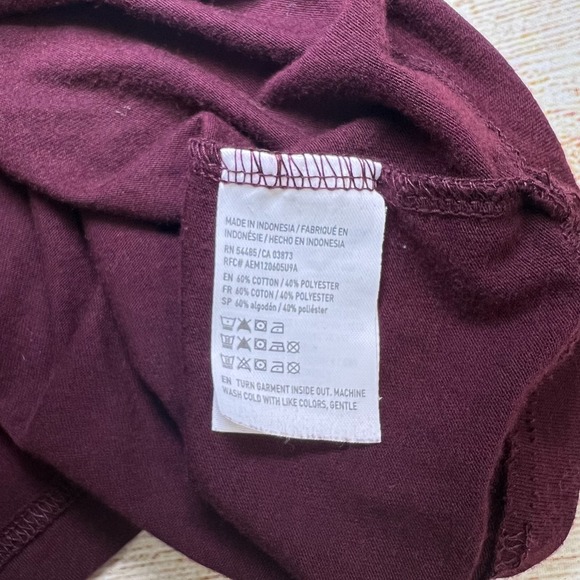 MADE IN INDONESIA / FABRIQUÉ EN
INDONÉSIE / HECHO EN INDONESIA
RN 54485/CA 03873
RFC# AEM120605U9A
EN 60% COTTON / 40% POLYESTER
FR 60% COTON / 40% POLYESTER
SP 60% algodón / 40% poliéster
EN TURN GARMENT INSIDE OUT. MACHINE
WASH COLD WITH LIKE COLORS, GENTLE